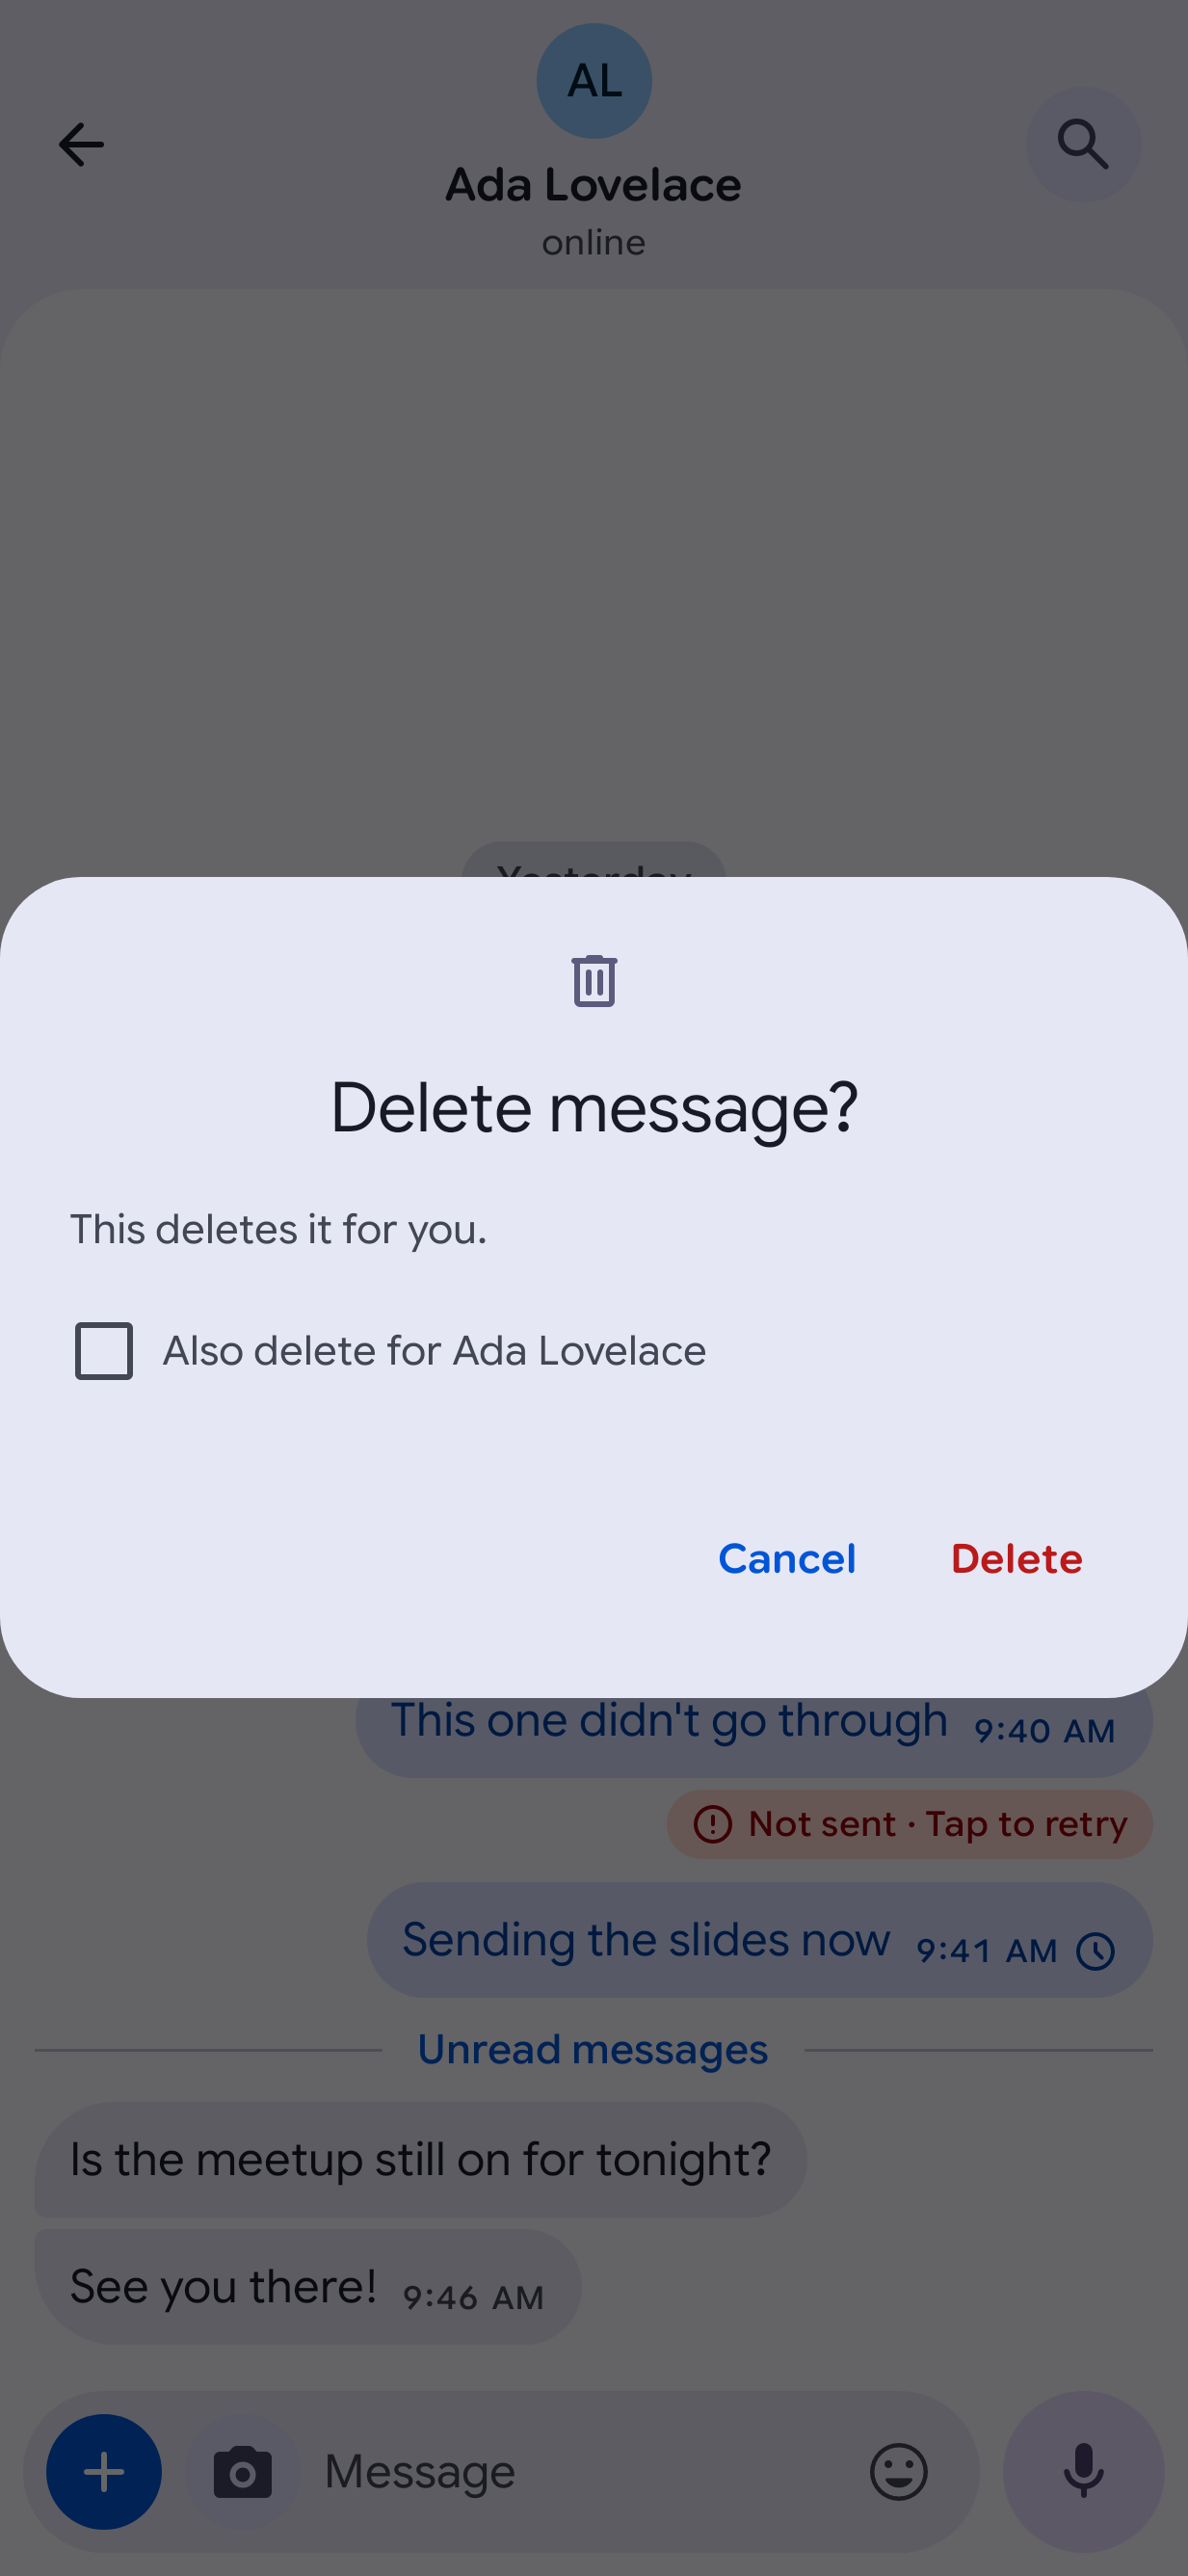 AL
Ada Lovelace
online
Yesterday
Delete message?
This deletes it for you.
Also delete for Ada Lovelace
Cancel Delete
This one didn't go through 9:40 AM
Not sent · Tap to retry
Sending the slides now 9:41 AM
Unread messages
Is the meetup still on for tonight?
See you there! 9:46 AM
Message